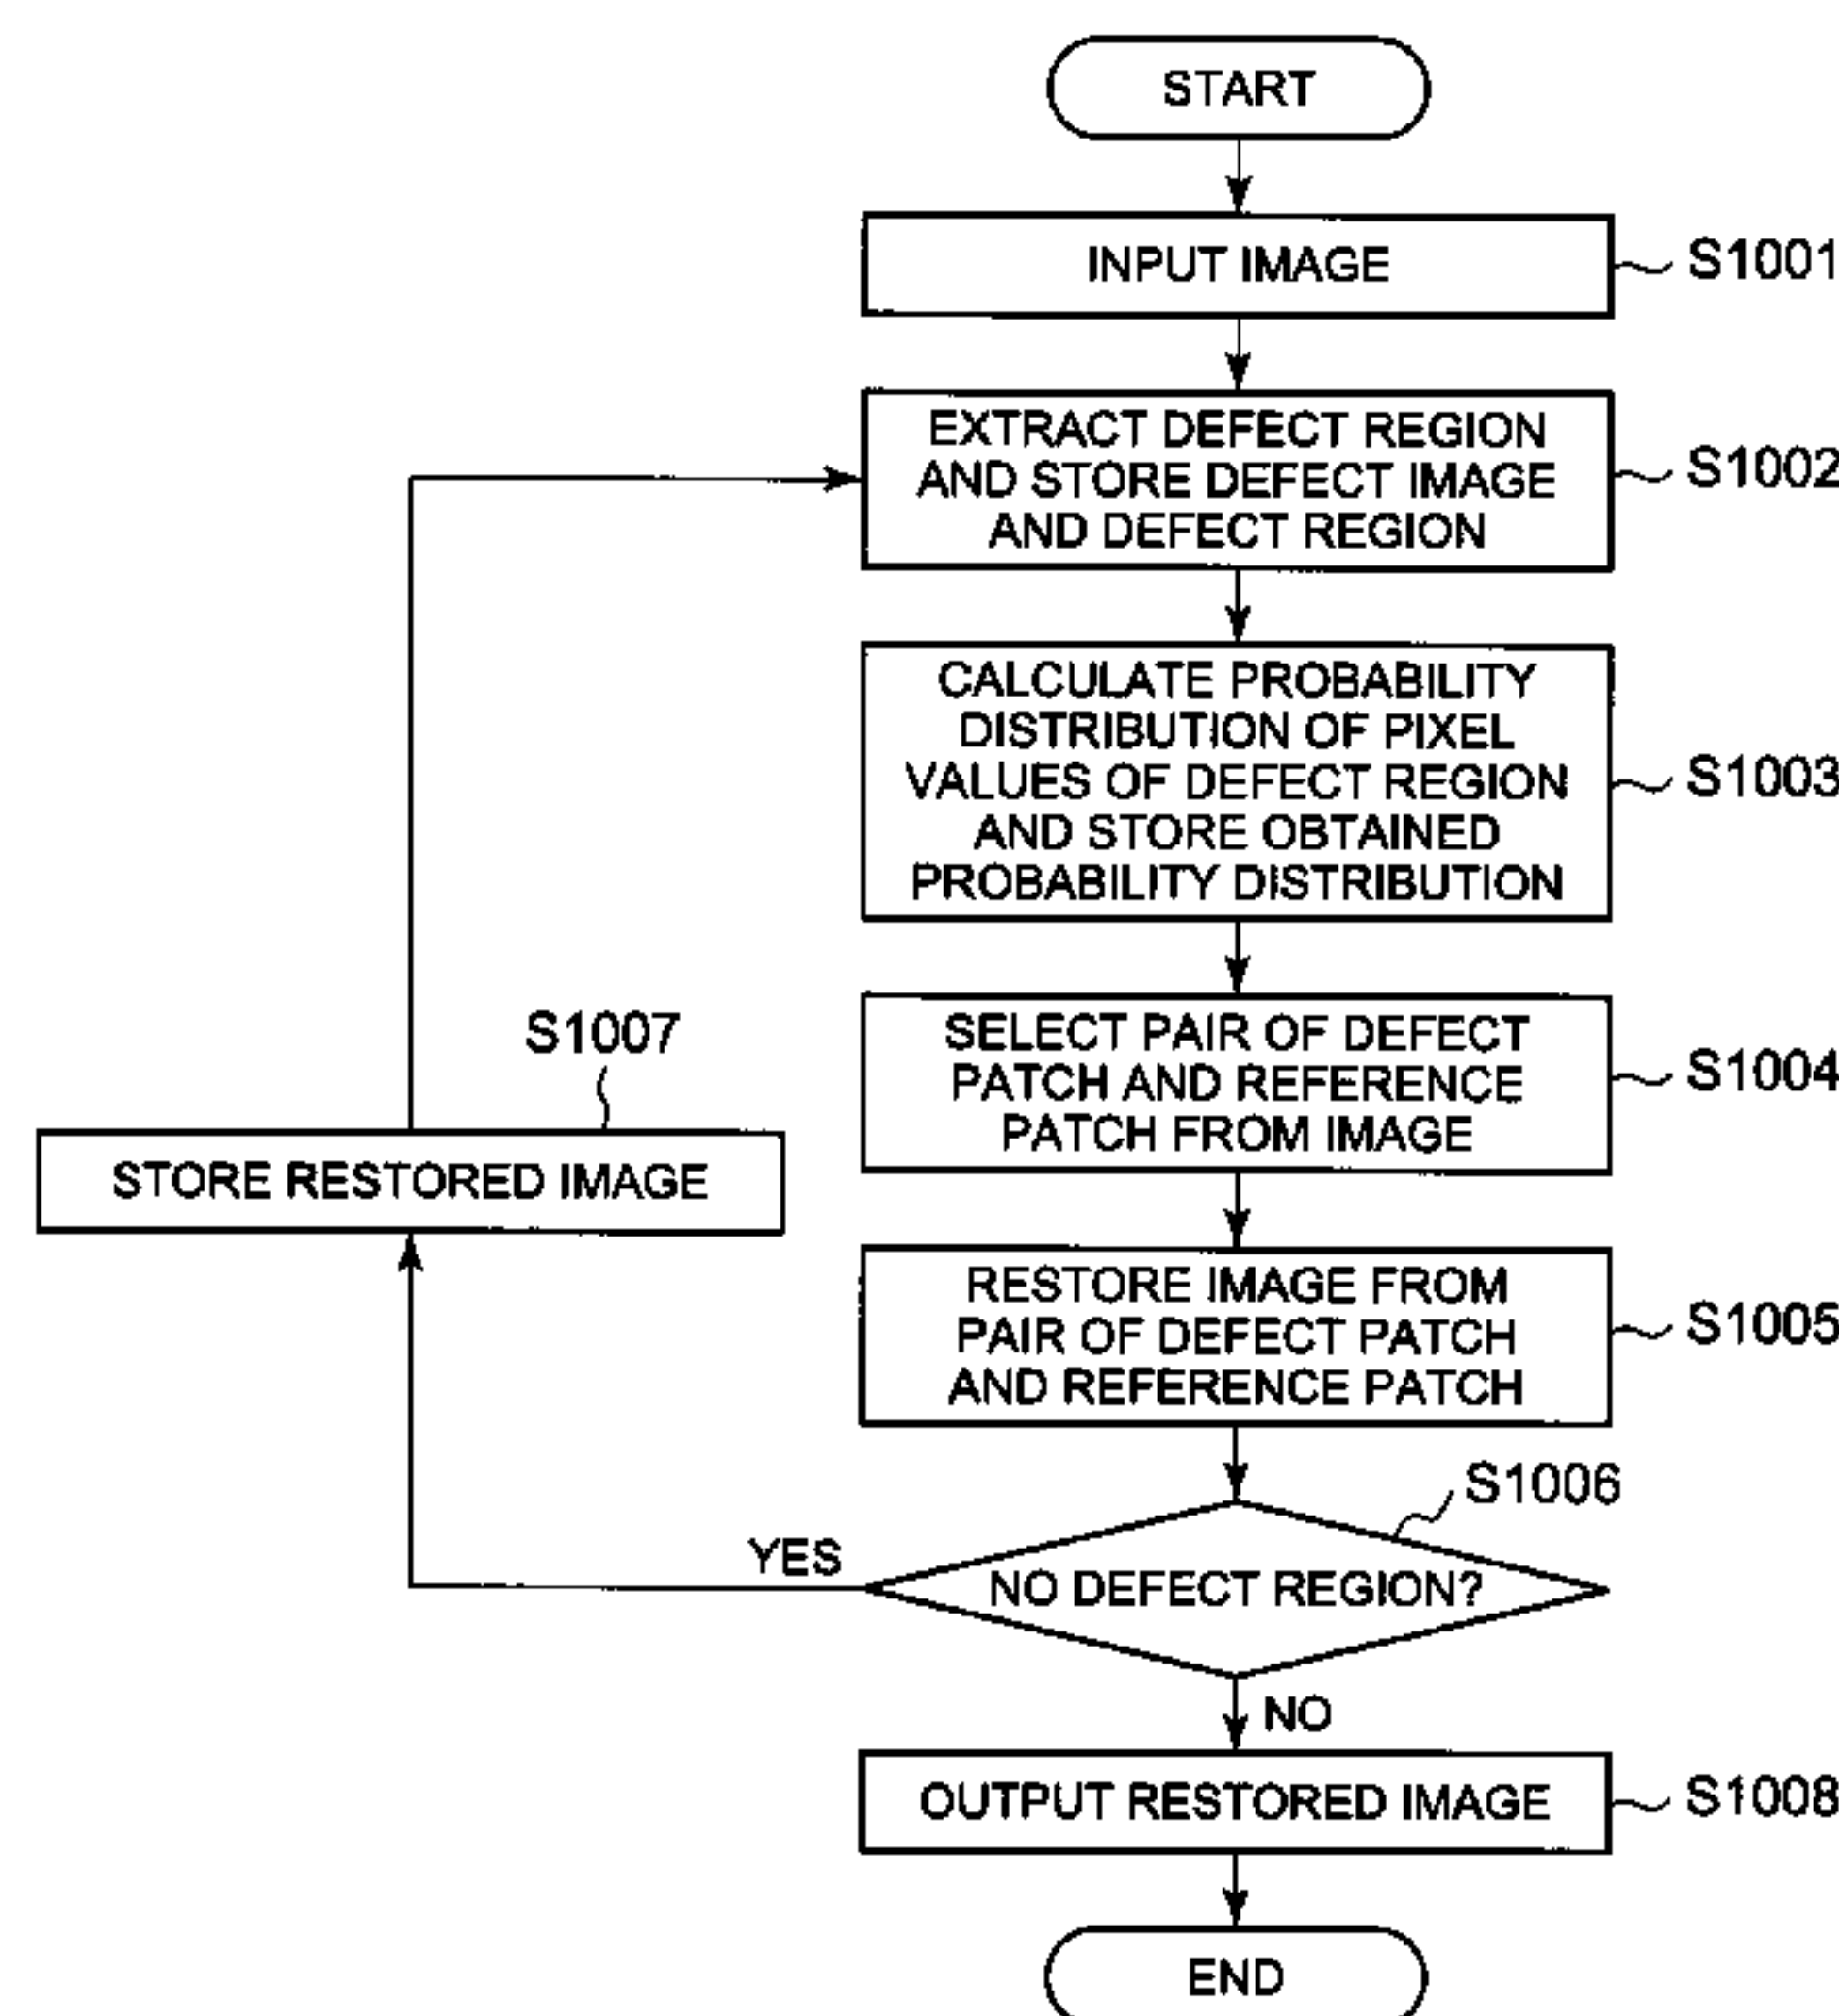 START
INPUT IMAGE
S1001
EXTRACT DEFECT REGION
AND STORE DEFECT IMAGE
AND DEFECT REGION
S1002
CALCULATE PROBABILITY
DISTRIBUTION OF PIXEL
VALUES OF DEFECT REGION
AND STORE OBTAINED
PROBABILITY DISTRIBUTION
S1003
SELECT PAIR OF DEFECT
PATCH AND REFERENCE
PATCH FROM IMAGE
S1004
S1007
STORE RESTORED IMAGE
RESTORE IMAGE FROM
PAIR OF DEFECT PATCH
AND REFERENCE PATCH
S1005
S1006
YES
NO DEFECT REGION?
NO
OUTPUT RESTORED IMAGE
S1008
END